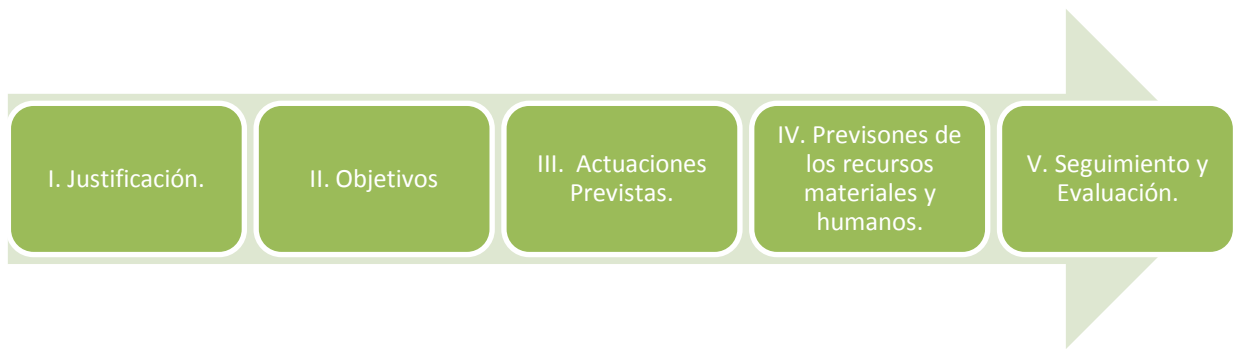 I. Justificación.
II. Objetivos
III. Actuaciones
Previstas.
IV. Previsones de
los recursos
materiales y
humanos.
V. Seguimiento y
Evaluación.